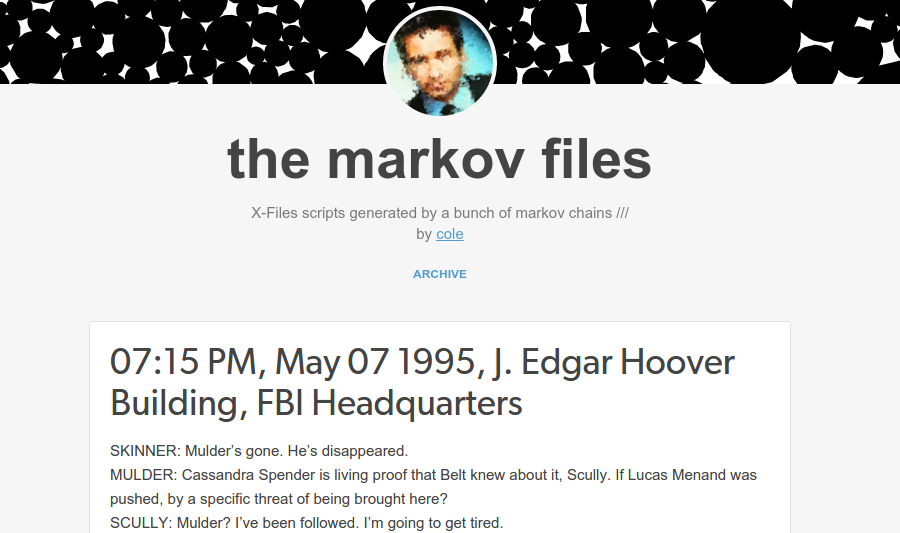 the markov files
X-Files scripts generated by a bunch of markov chains ///
by cole
ARCHIVE
07:15 PM, May 07 1995, J. Edgar Hoover
Building, FBI Headquarters
SKINNER: Mulder’s gone. He’s disappeared.
MULDER: Cassandra Spender is living proof that Belt knew about it, Scully. If Lucas Menand was
pushed, by a specific threat of being brought here?
SCULLY: Mulder? I’ve been followed. I’m going to get tired.